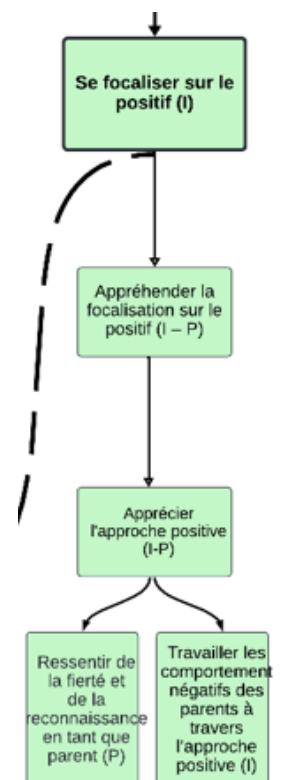 Se focaliser sur le
positif (I)
Appréhender la
focalisation sur le
positif (I – P)
Apprécier
l'approche positive
(I-P)
Ressentir de
la fierté et
de la
reconnaissance
en tant que
parent (P)
Travailler les
comportement
négatifs des
parents à
travers
l'approche
positive (I)